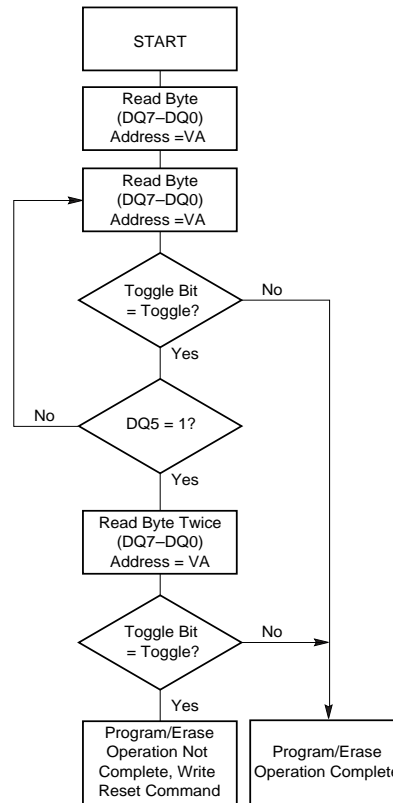 START
Read Byte
(DQ7–DQ0)
Address =VA
Read Byte
(DQ7–DQ0)
Address =VA
Toggle Bit
= Toggle?
No
Yes
No
DQ5 = 1?
Yes
Read Byte Twice
(DQ7–DQ0)
Address = VA
Toggle Bit
= Toggle?
No
Yes
Program/Erase
Operation Not
Complete, Write
Reset Command
Program/Erase
Operation Complete